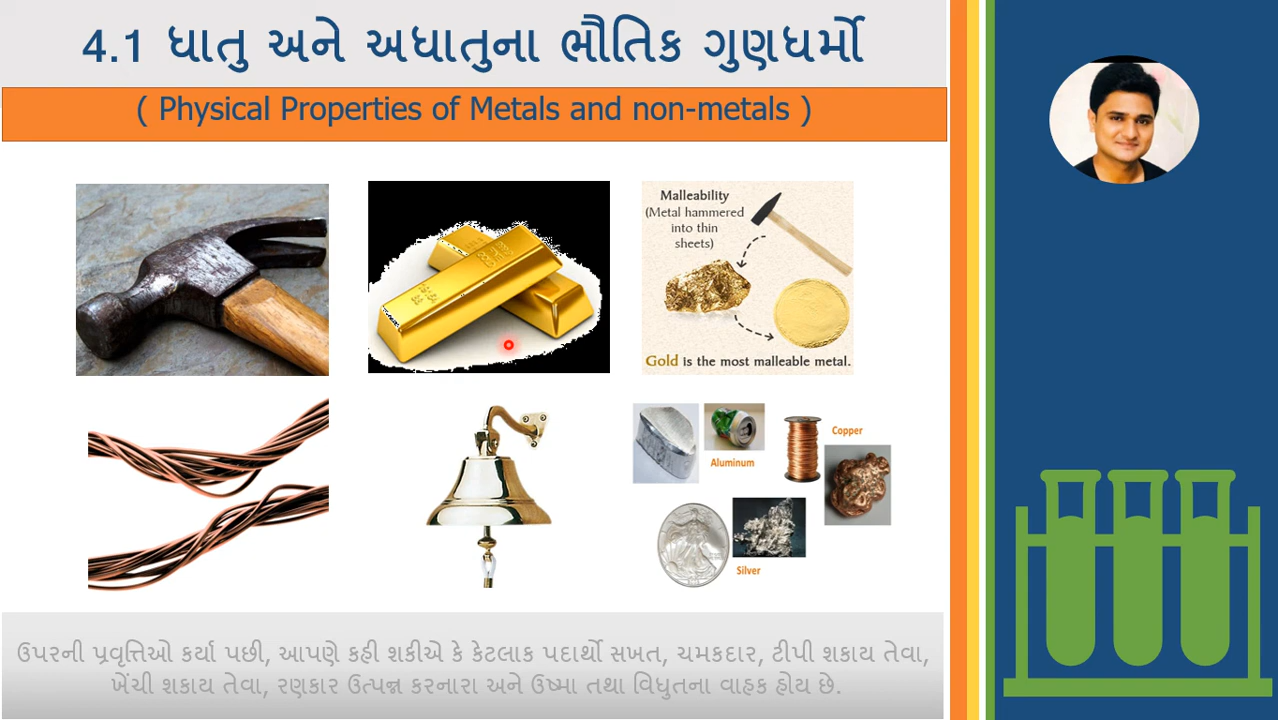 4.1 ધાતુ અને અધાતુના ભૌતિક ગુણધર્મો
( Physical Properties of Metals and non-metals )
Malleability
(Metal hammered
into thin
sheets)
Gold is the most malleable metal.
Aluminum
Copper
Silver
ઉપરની પ્રવૃત્તિઓ કર્યા પછી, આપણે કહી શકીએ કે કેટલાક પદાર્થો સખત, ચમકદાર, ટીપી શકાય તેવા,
ખેંચી શકાય તેવા, રણકાર ઉત્પન્ન કરનારા અને ઉષ્મા તથા વિધુતના વાહક હોય છે.